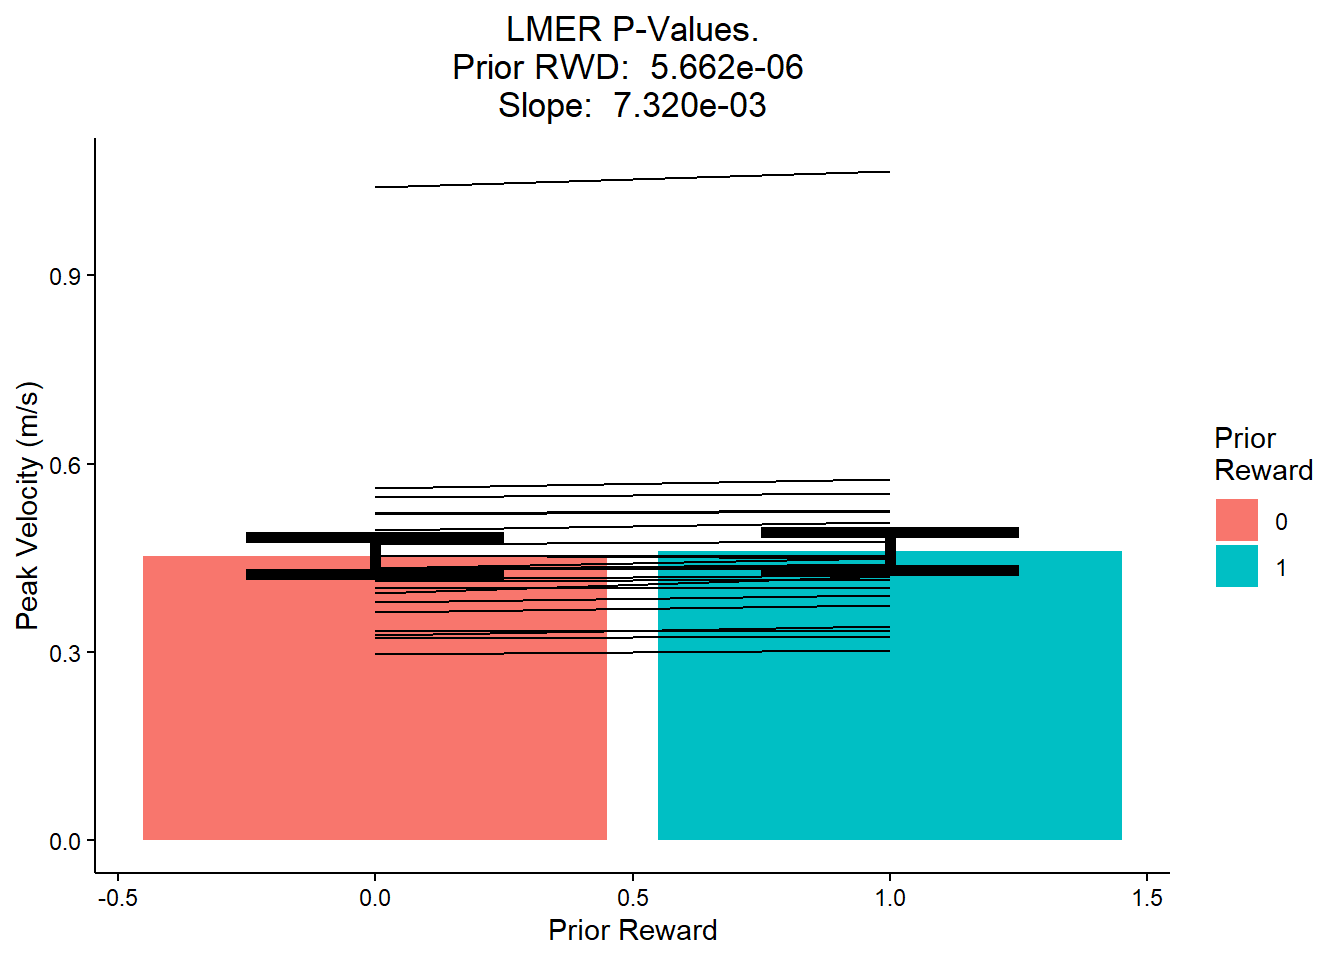 LMER P-Values.
Prior RWD:  5.662e-06
Slope:  7.320e-03
Peak Velocity (m/s)
0.9
0.6
0.3
0.0
-0.5
0.0
0.5
1.0
1.5
Prior Reward
Prior
Reward
0
1